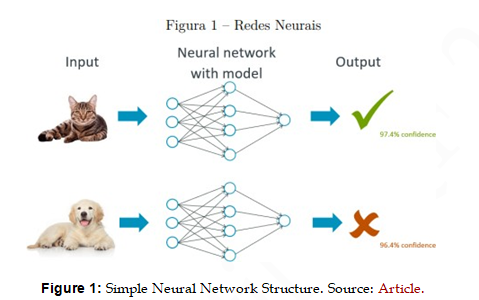 Figura 1 – Redes Neurais
Input
Neural network
with model
Output
97.4% confidence
96.4% confidence
Figure 1: Simple Neural Network Structure. Source: Article.